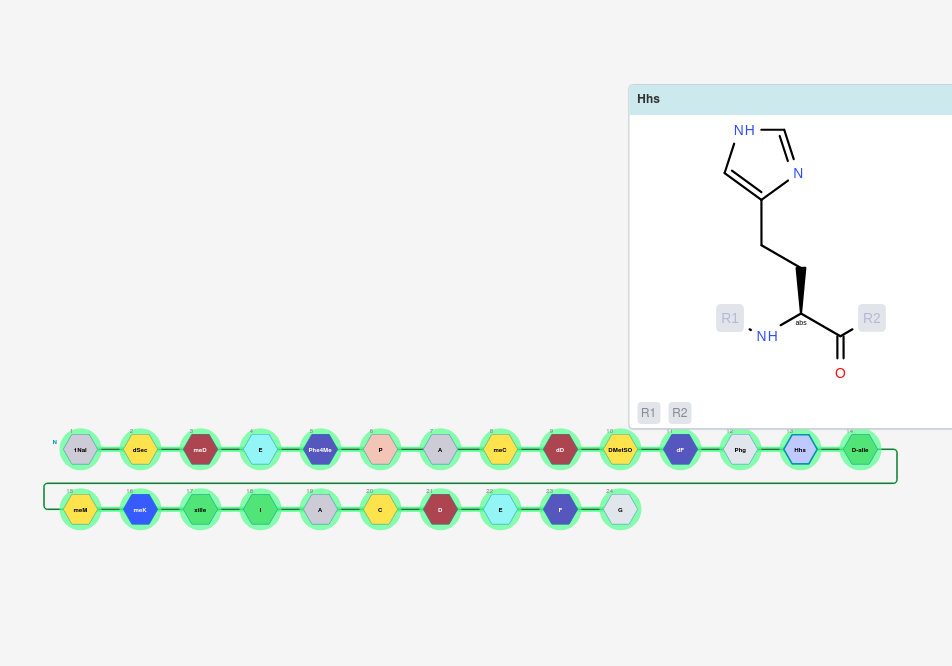 Hhs
NH
N
R1
NH
abs
R2
O
R1 R2
1 2 3 4 5 6 7 8 9 10 11 12 13 14
N 1Nal dSec meD E Phe4Me P A meC dD DMetSO dF Phg Hhs D-aIle
15 16 17 18 19 20 21 22 23 24
meM meK xiIle I A C D E F G